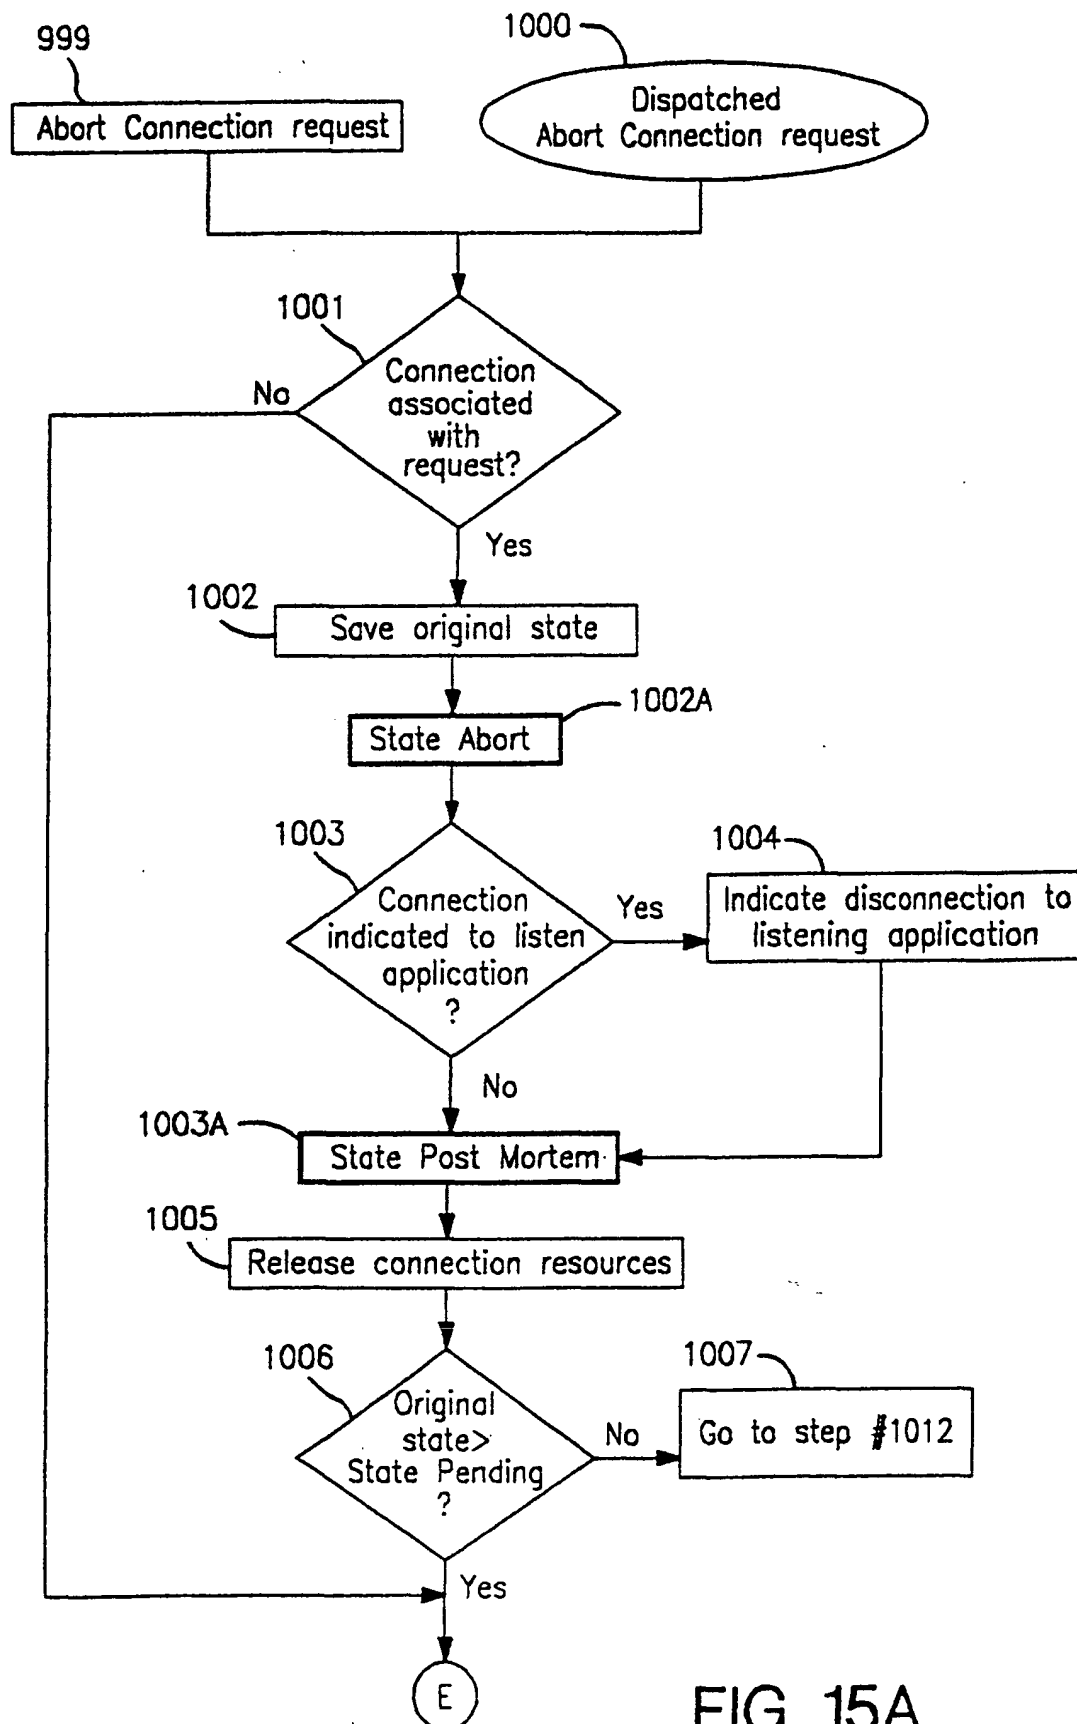 999
1000
Abort Connection request
Dispatched
Abort Connection request
1001
Connection
associated
with
request?
No
Yes
1002
Save original state
1002A
State Abort
1003
Connection
indicated to listen
application
?
Yes
1004
Indicate disconnection to
listening application
No
1003A
State Post Mortem
1005
Release connection resources
1006
Original
state>
State Pending
?
No
1007
Go to step #1012
Yes
E
FIG. 15A